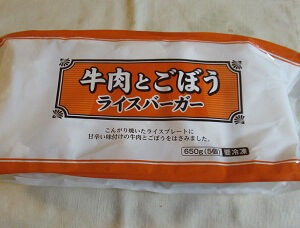 牛肉とごぼう
ライスバーガー
こんがり焼いたライスプレートに
甘辛い味付けの牛肉とごぼうをはさみました。
650g(5個) 要冷凍